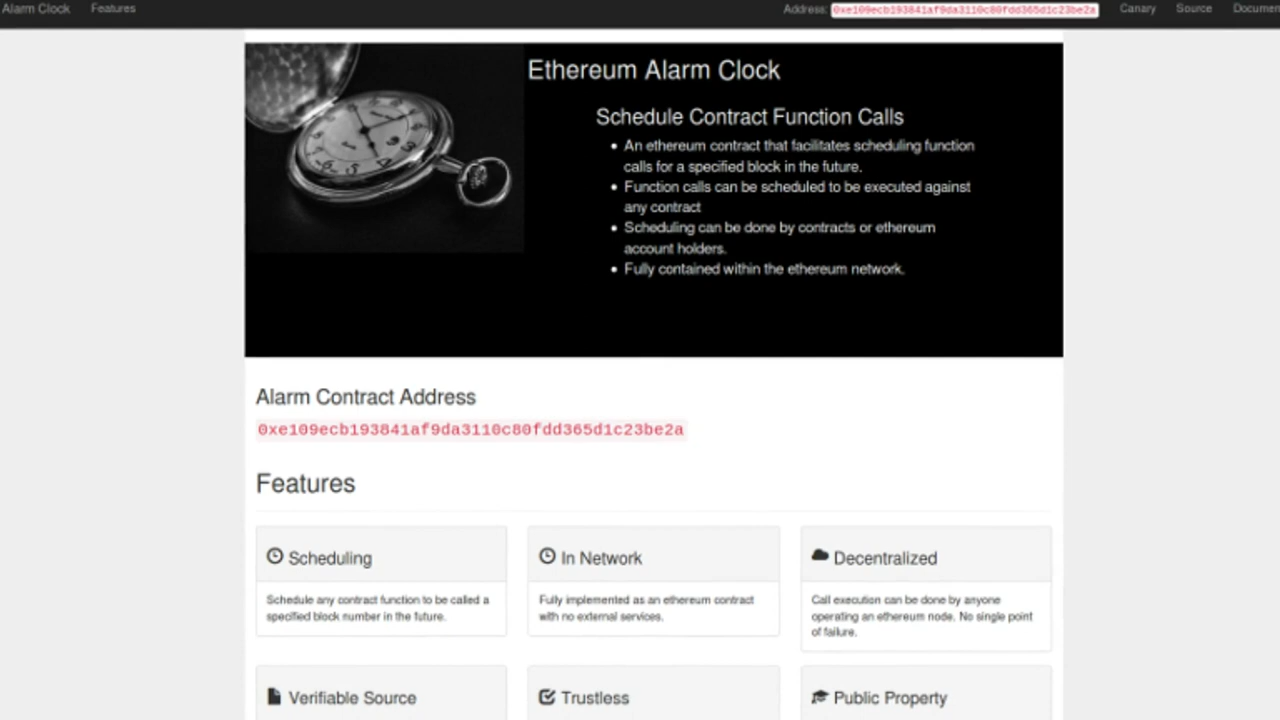 Alarm Clock Features Address: 0xe109ecb193841af9da3110c80fdd365d1c23be2a Canary Source
Ethereum Alarm Clock
Schedule Contract Function Calls
• An ethereum contract that facilitates scheduling function
calls for a specified block in the future.
• Function calls can be scheduled to be executed against
any contract
• Scheduling can be done by contracts or ethereum
account holders.
• Fully contained within the ethereum network.
Alarm Contract Address
0xe109ecb193841af9da3110c80fdd365d1c23be2a
Features
Scheduling
Schedule any contract function to be called a
specified block number in the future.
In Network
Fully implemented as an ethereum contract
with no external services.
Decentralized
Call execution can be done by anyone
operating an ethereum node. No single point
of failure.
Verifiable Source
Trustless
Public Property